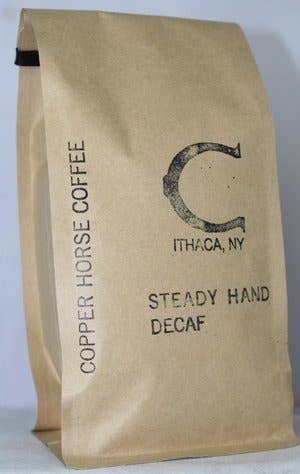 COPPER HORSE COFFEE
C
ITHACA, NY
STEADY HAND
DECAF